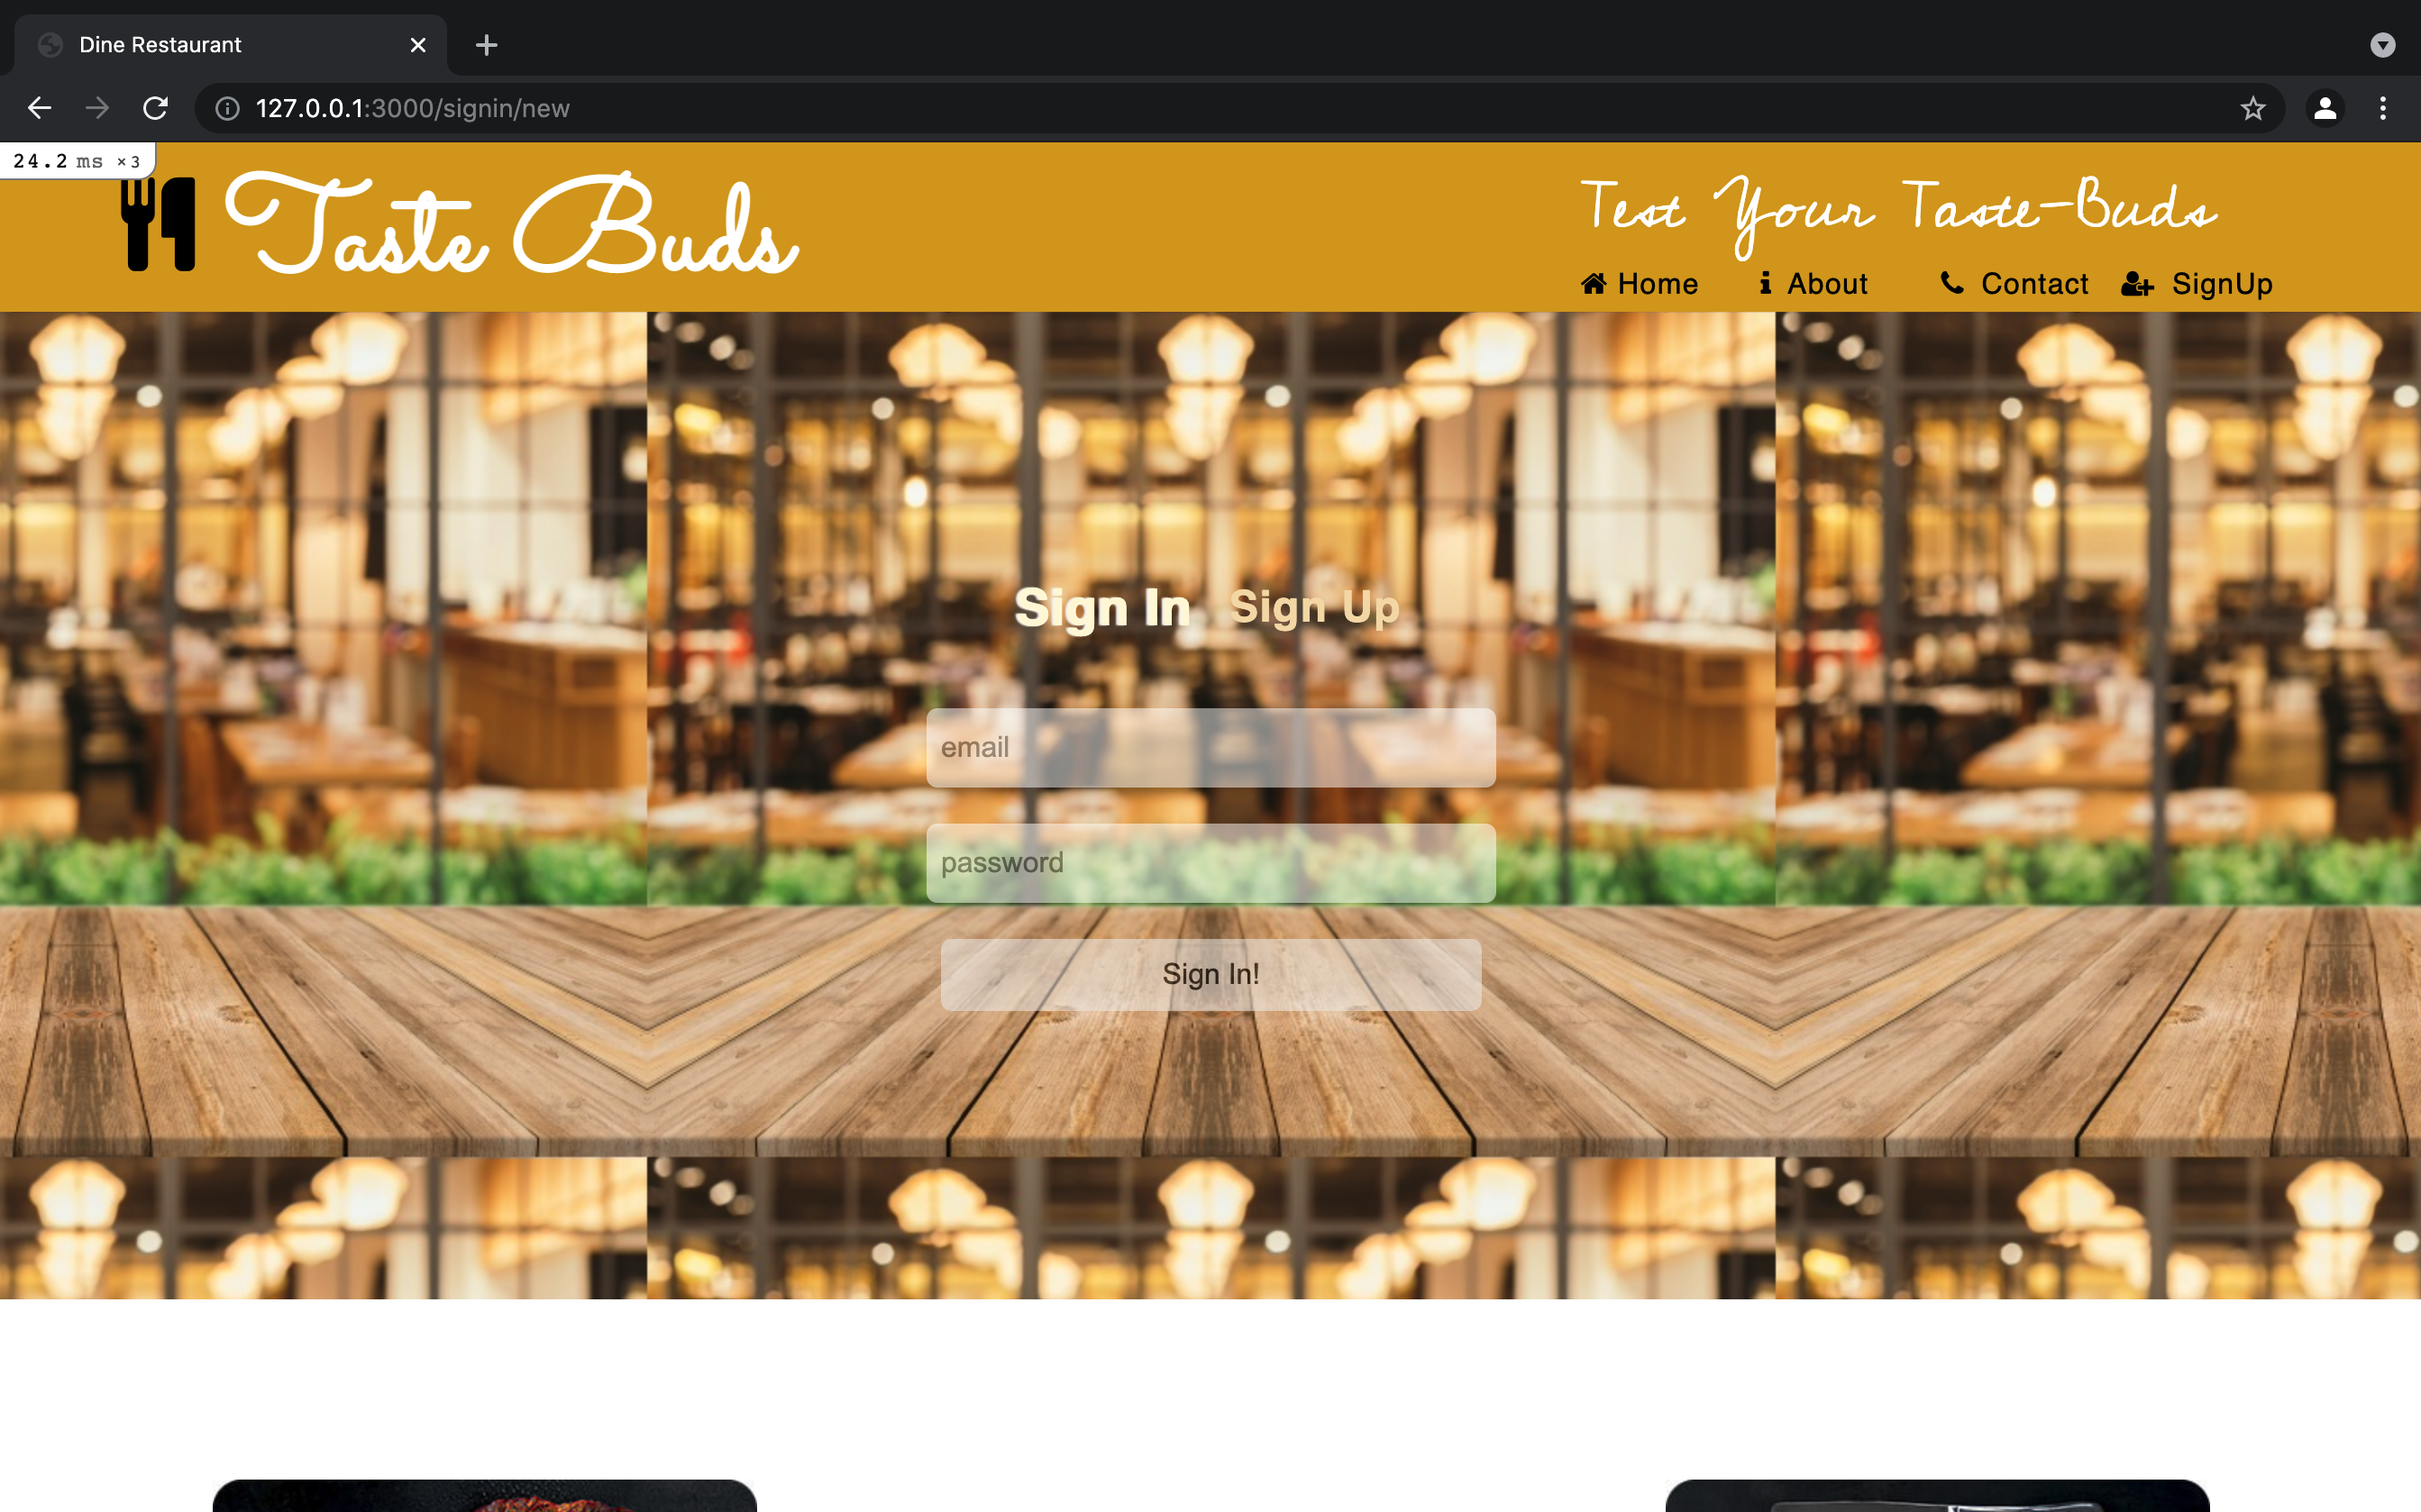 Dine Restaurant
127.0.0.1:3000/signin/new
24.2 ms ×3
Taste Buds
Test Your Taste-Buds
Home About Contact SignUp
Sign In Sign Up
email
password
Sign In!